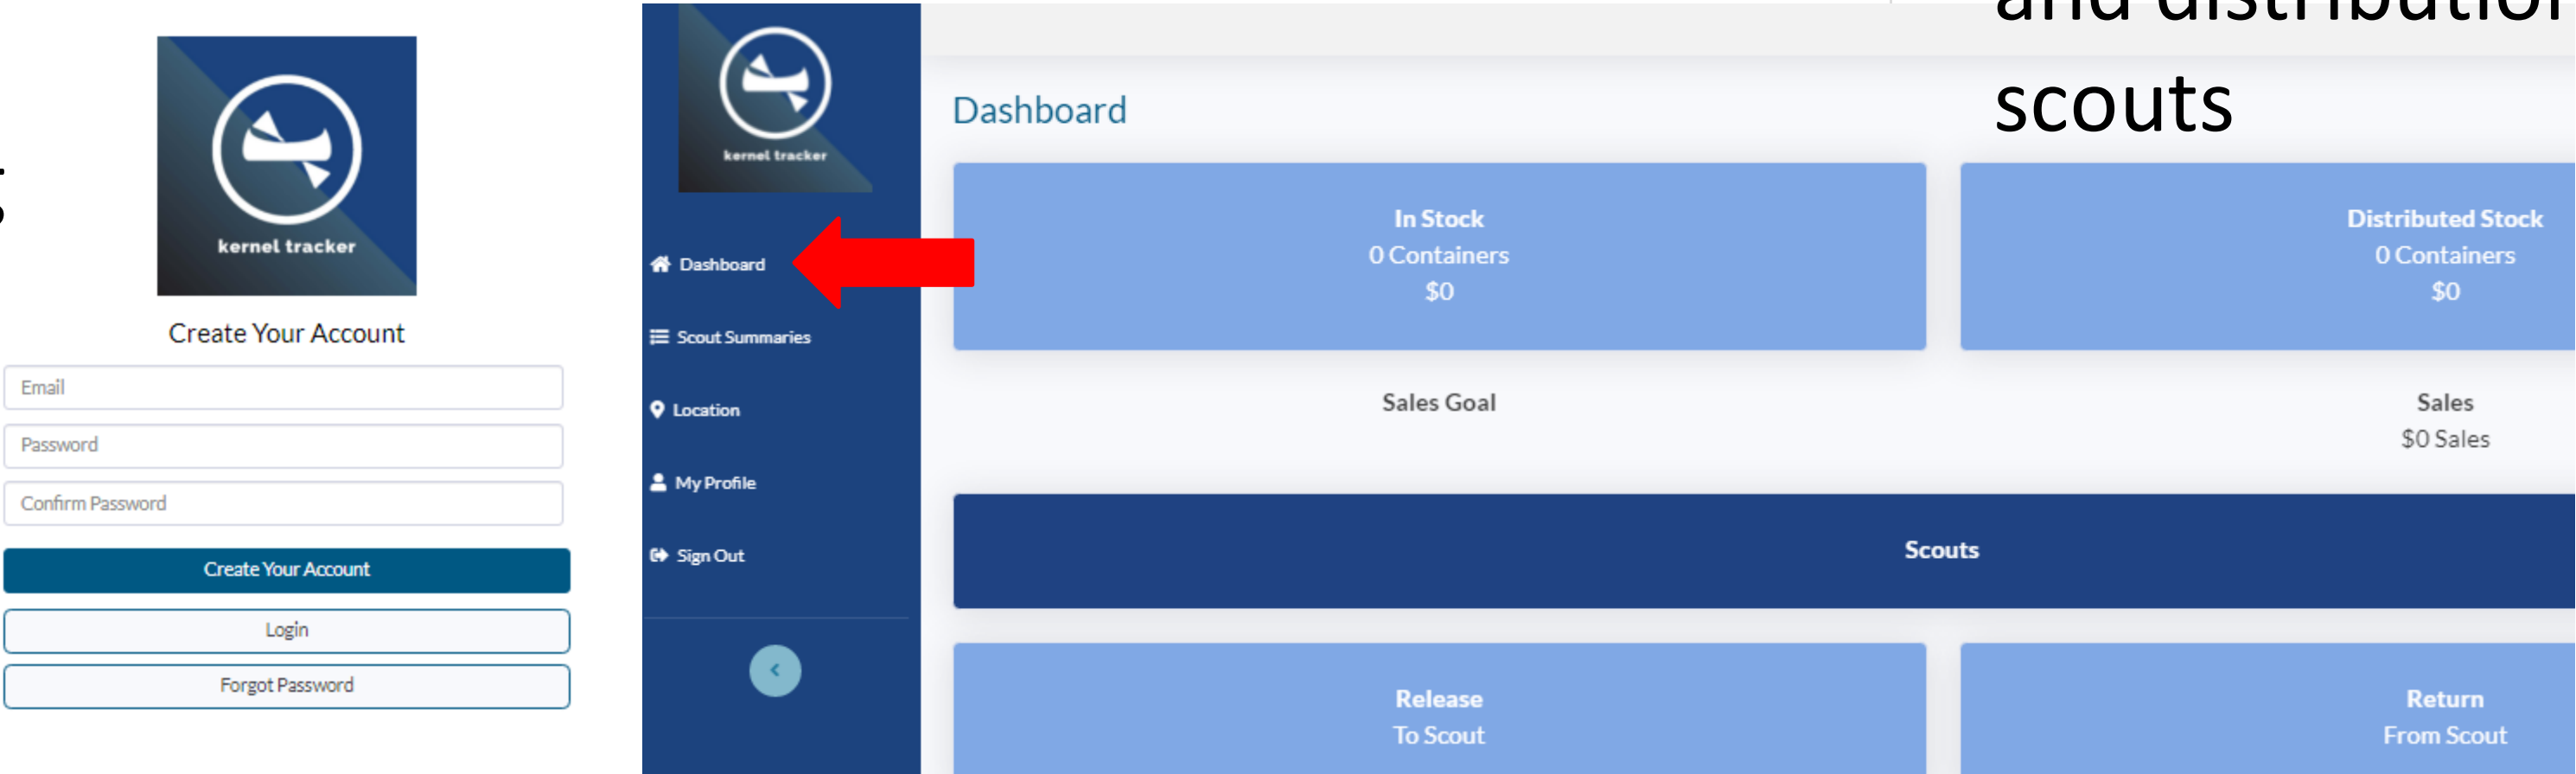 kernel tracker
Create Your Account
Email
Password
Confirm Password
Create Your Account
Login
Forgot Password
kernel tracker
Dashboard
Scout Summaries
Location
My Profile
Sign Out
and distribution
scouts
Dashboard
In Stock
0 Containers
$0
Distributed Stock
0 Containers
$0
Sales Goal
Sales
$0 Sales
Scouts
Release
To Scout
Return
From Scout